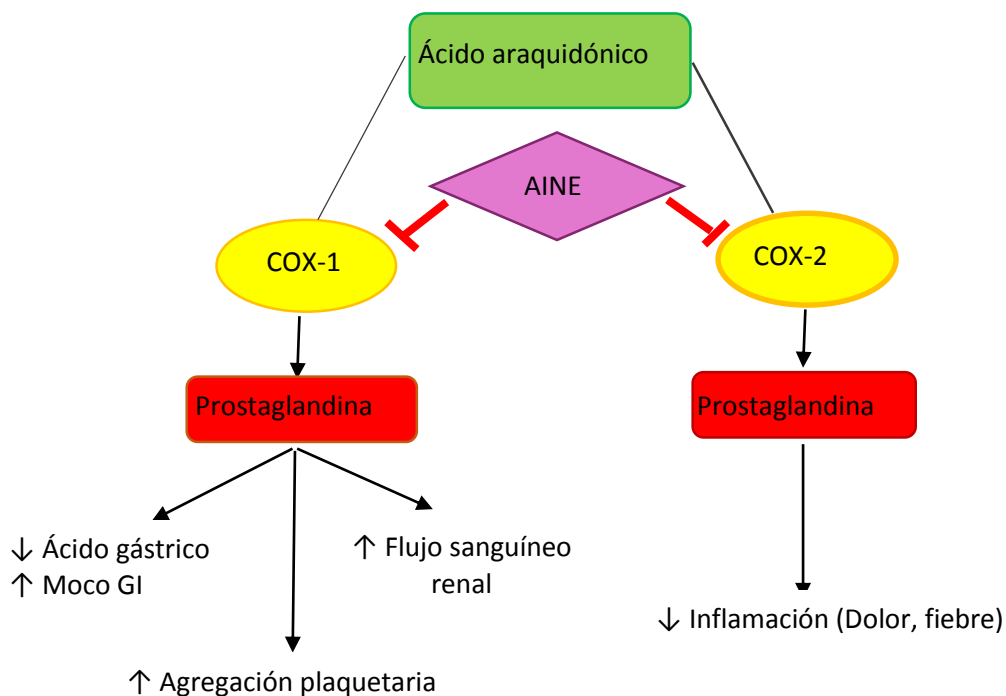 Ácido araquidónico
AINE
COX-1
COX-2
Prostaglandina
Prostaglandina
↓ Ácido gástrico
↑ Moco GI
↑ Flujo sanguíneo
renal
↓ Inflamación (Dolor, fiebre)
↑ Agregación plaquetaria